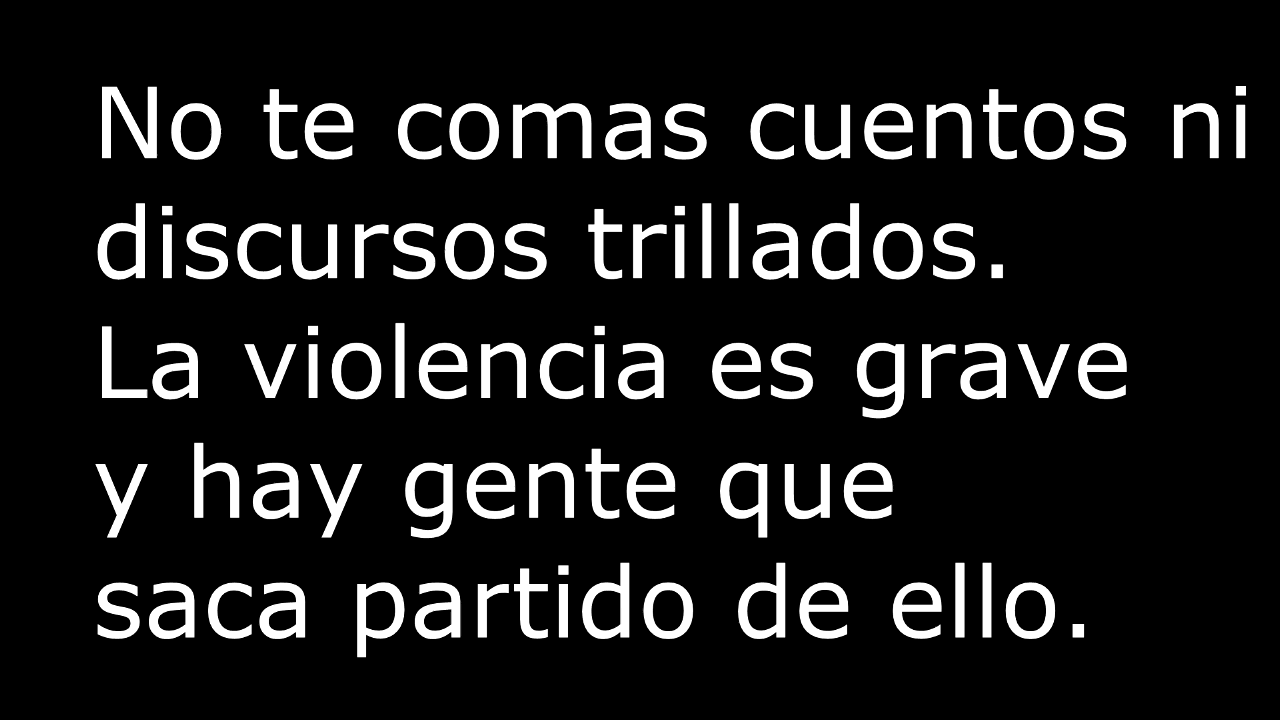 No te comas cuentos ni
discursos trillados.
La violencia es grave
y hay gente que
saca partido de ello.